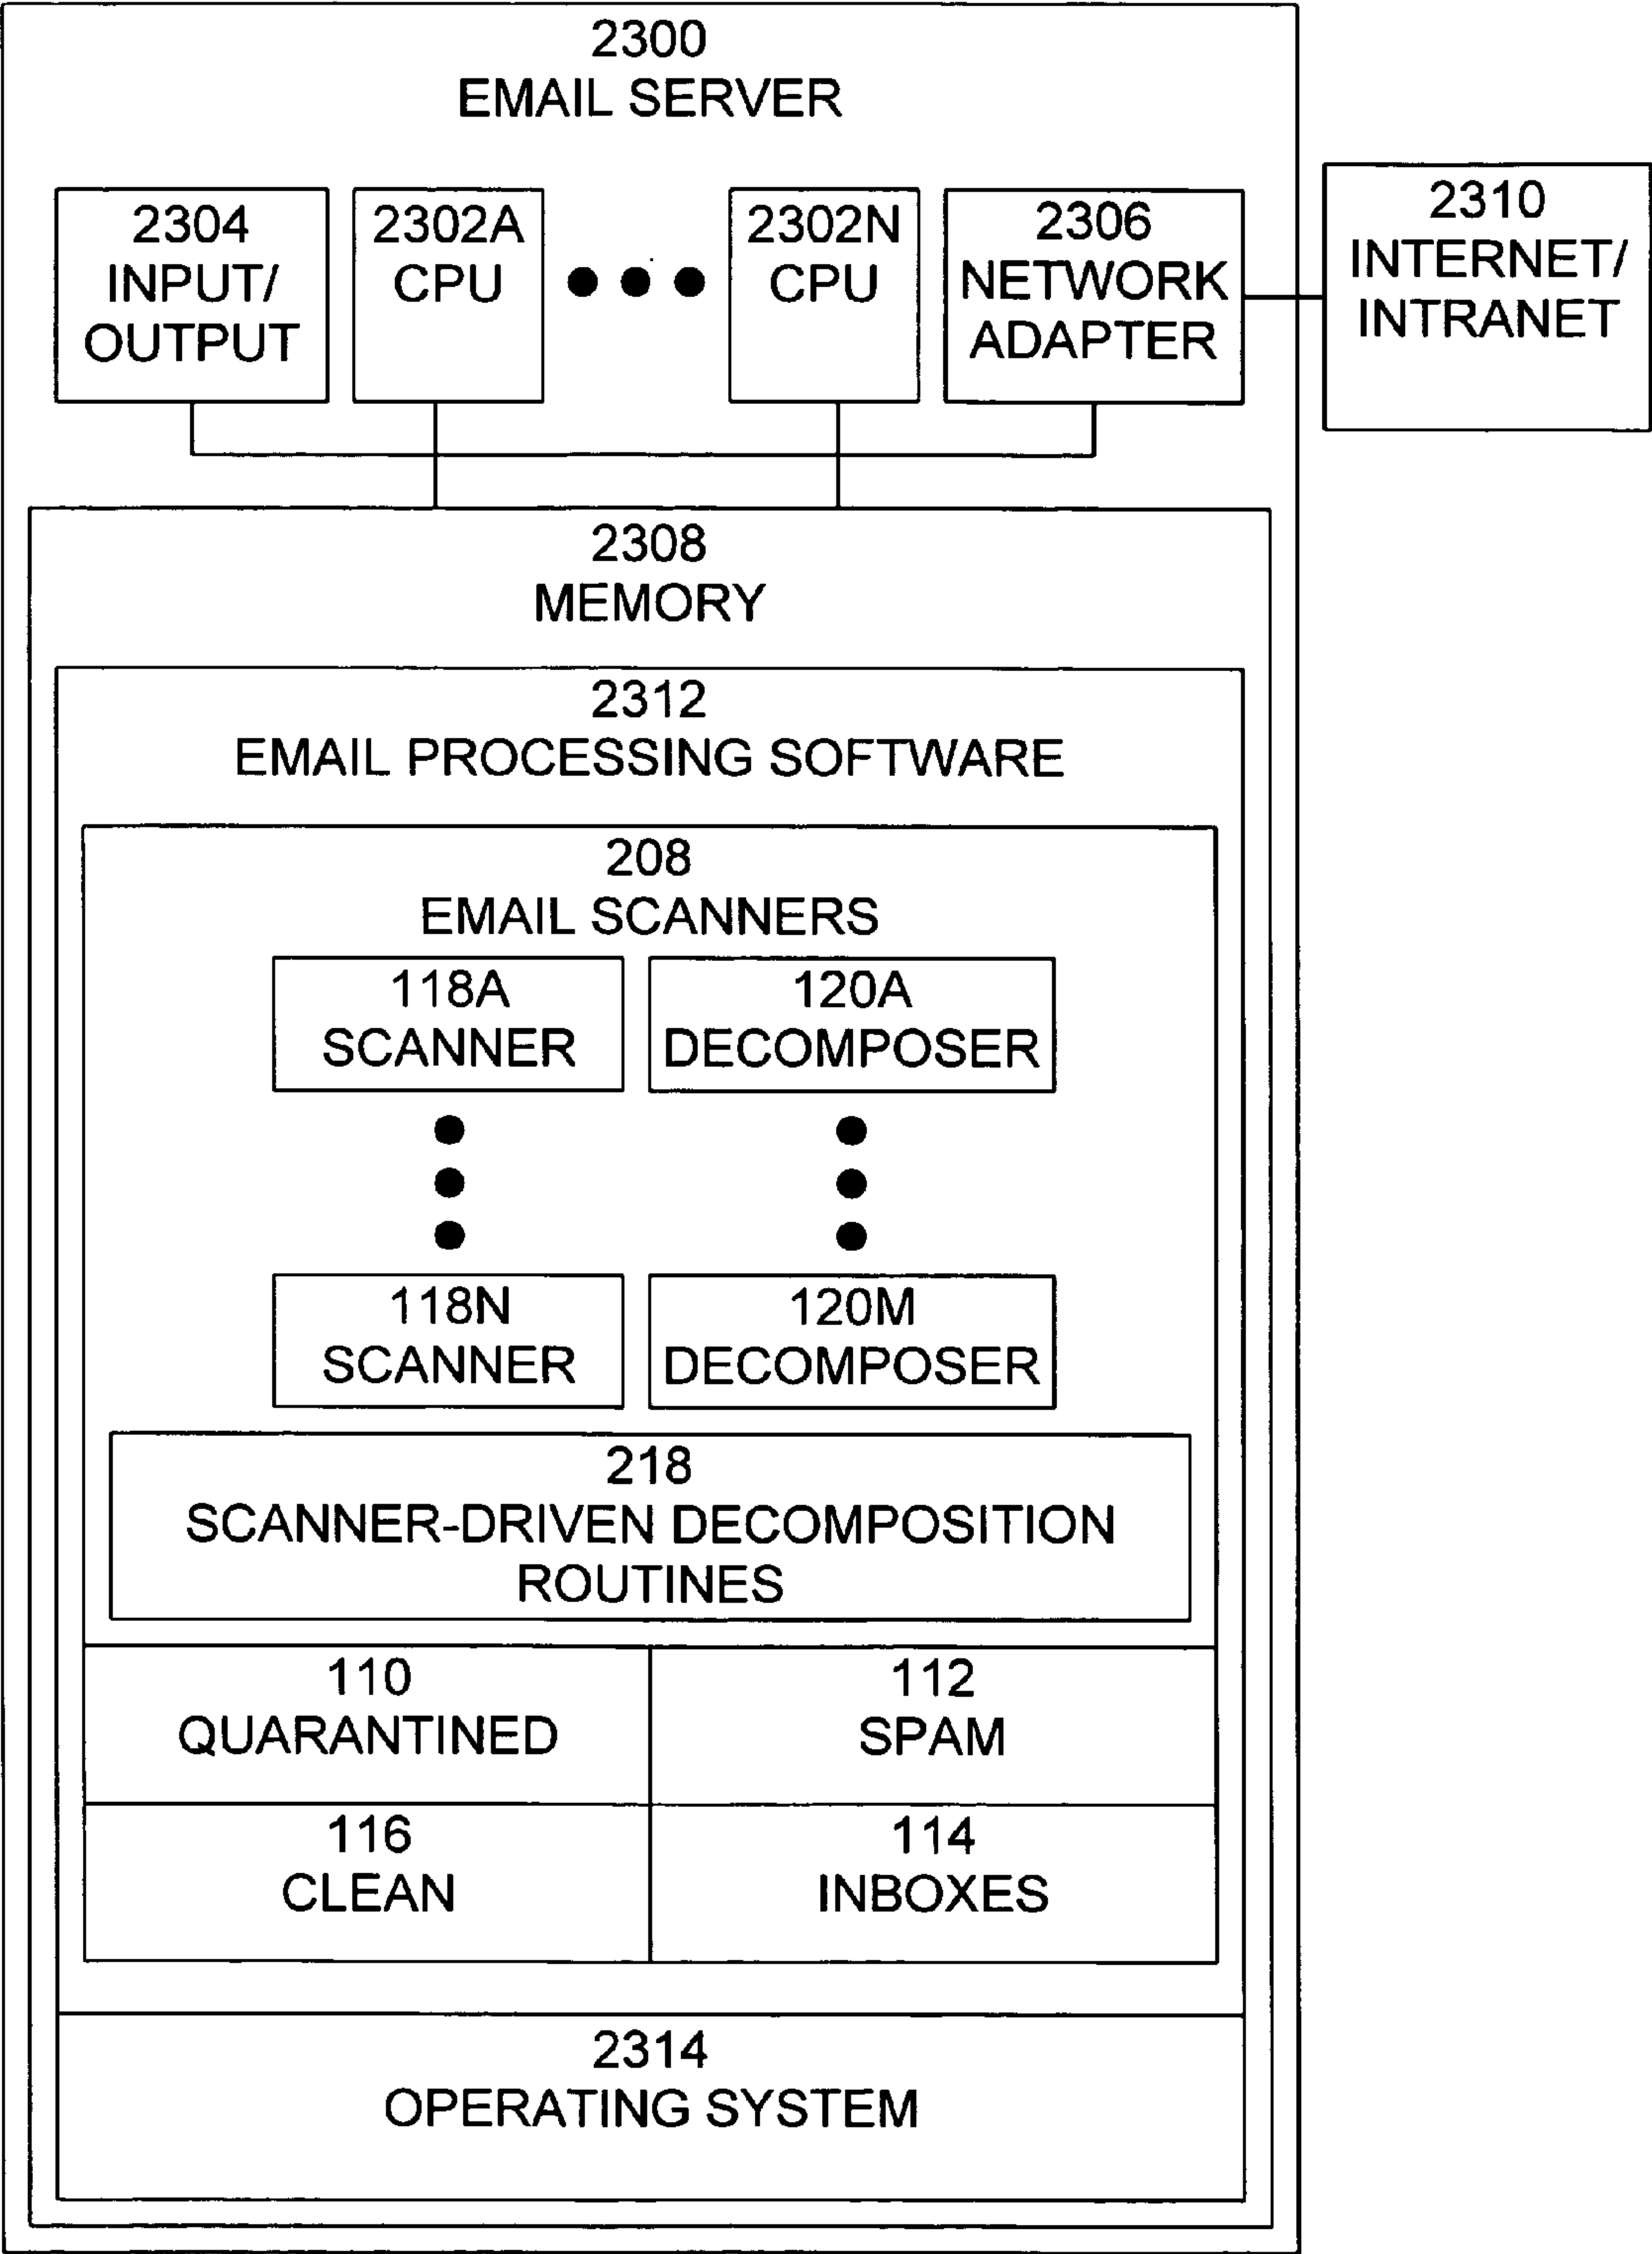 2300
EMAIL SERVER
2304
INPUT/
OUTPUT
2302A
CPU
2302N
CPU
2306
NETWORK
ADAPTER
2310
INTERNET/
INTRANET
2308
MEMORY
2312
EMAIL PROCESSING SOFTWARE
208
EMAIL SCANNERS
118A
SCANNER
120A
DECOMPOSER
118N
SCANNER
120M
DECOMPOSER
218
SCANNER-DRIVEN DECOMPOSITION
ROUTINES
110
QUARANTINED
112
SPAM
116
CLEAN
114
INBOXES
2314
OPERATING SYSTEM